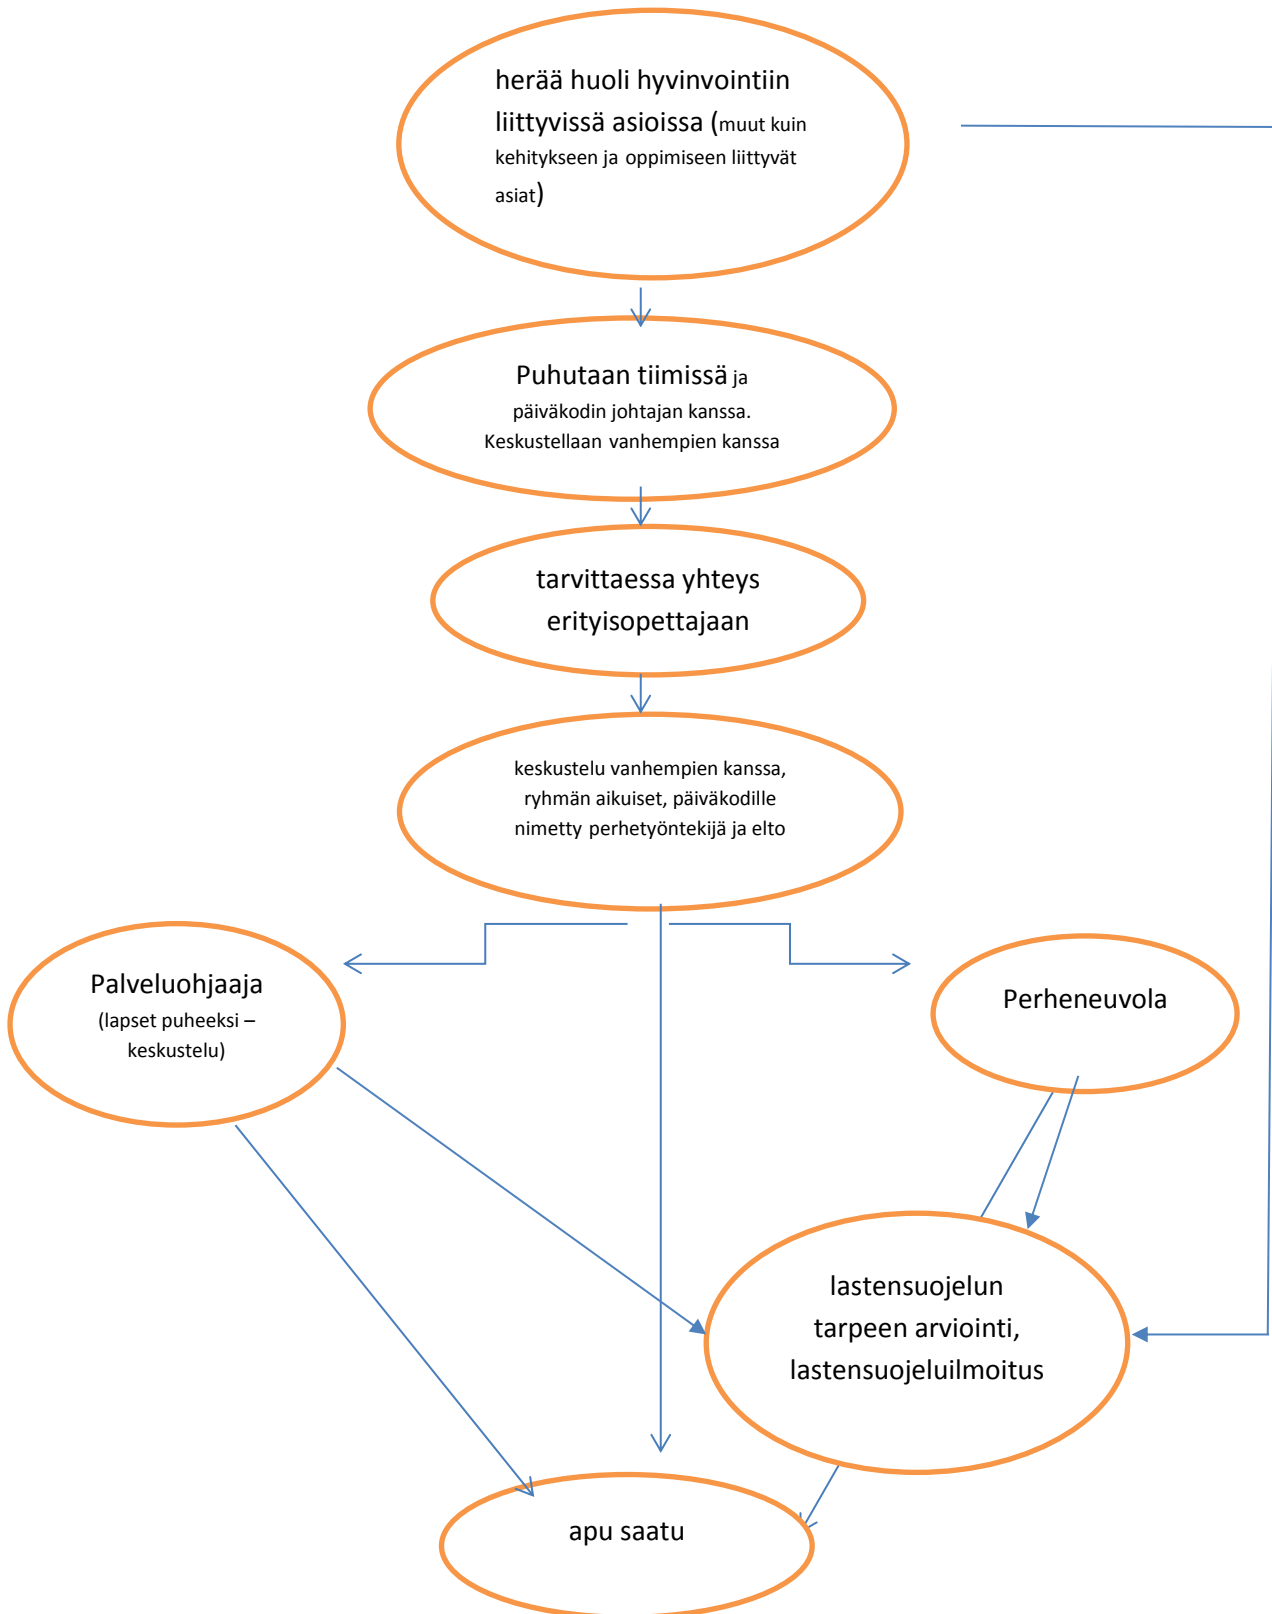 herää huoli hyvinvointiin
liittyvissä asioissa (muut kuin
kehitykseen ja oppimiseen liittyvät
asiat)
Puhutaan tiimissä ja
päiväkodin johtajan kanssa.
Keskustellaan vanhempien kanssa
tarvittaessa yhteys
erityisopettajaan
keskustelu vanhempien kanssa,
ryhmän aikuiset, päiväkodille
nimetty perhetyöntekijä ja elto
Palveluohjaaja
(lapset puheeksi –
keskustelu)
Perheneuvola
lastensuojelun
tarpeen arviointi,
lastensuojeluilmoitus
apu saatu